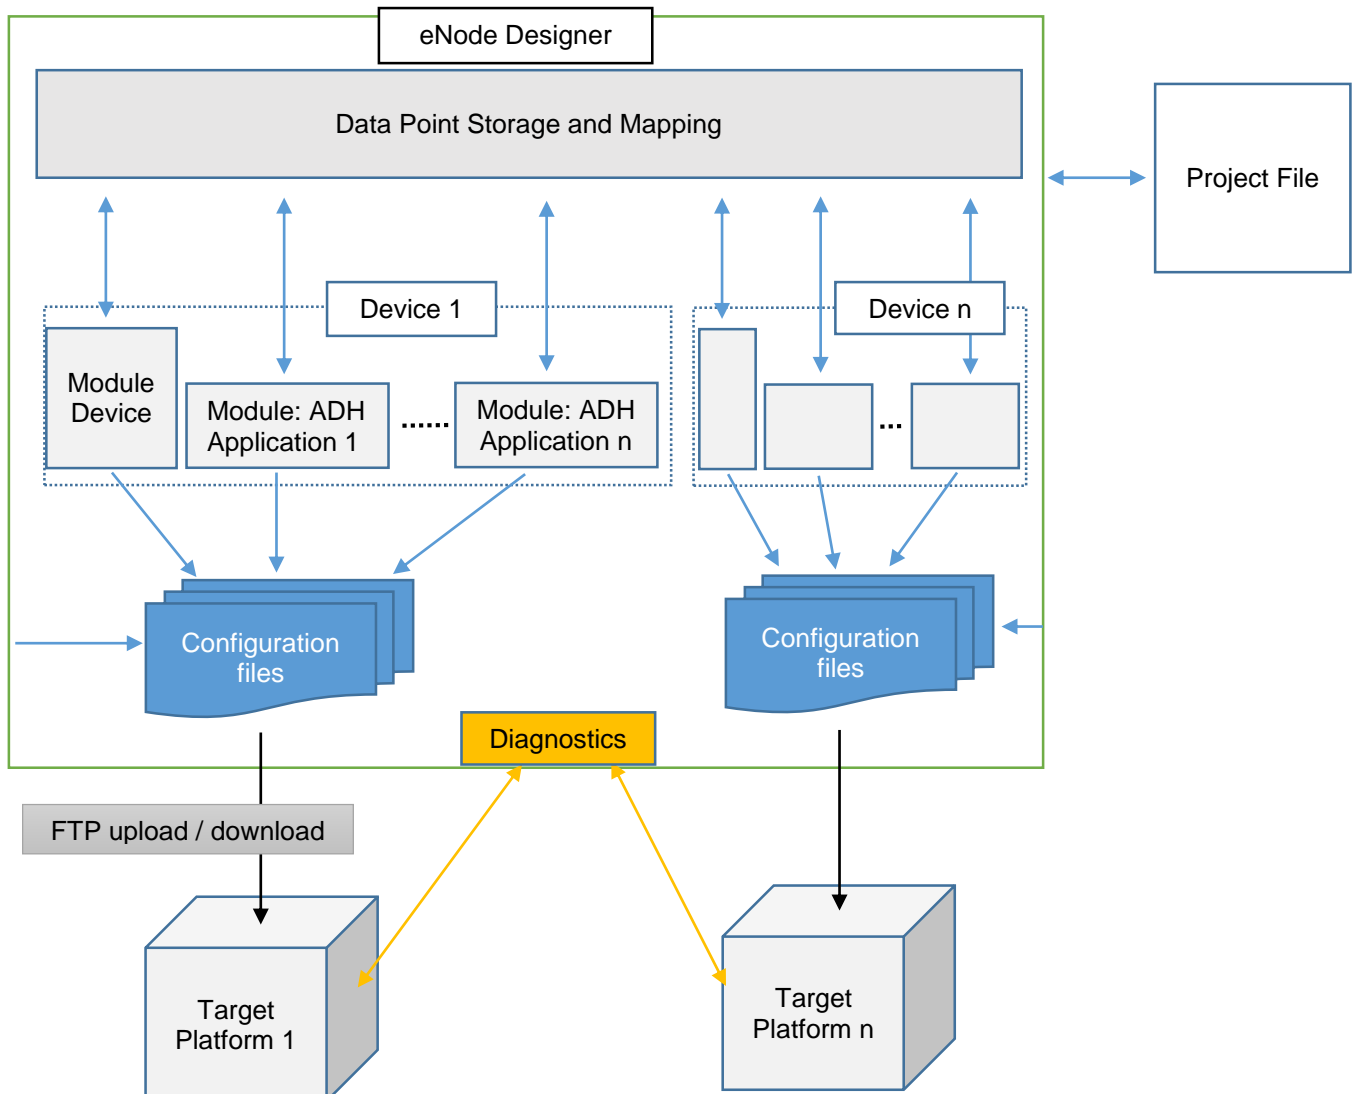 eNode Designer
Data Point Storage and Mapping
Project File
Device 1
Device n
Module
Device
Module: ADH
Application 1
......
Module: ADH
Application n
...
Configuration
files
Configuration
files
Diagnostics
FTP upload / download
Target
Platform 1
Target
Platform n